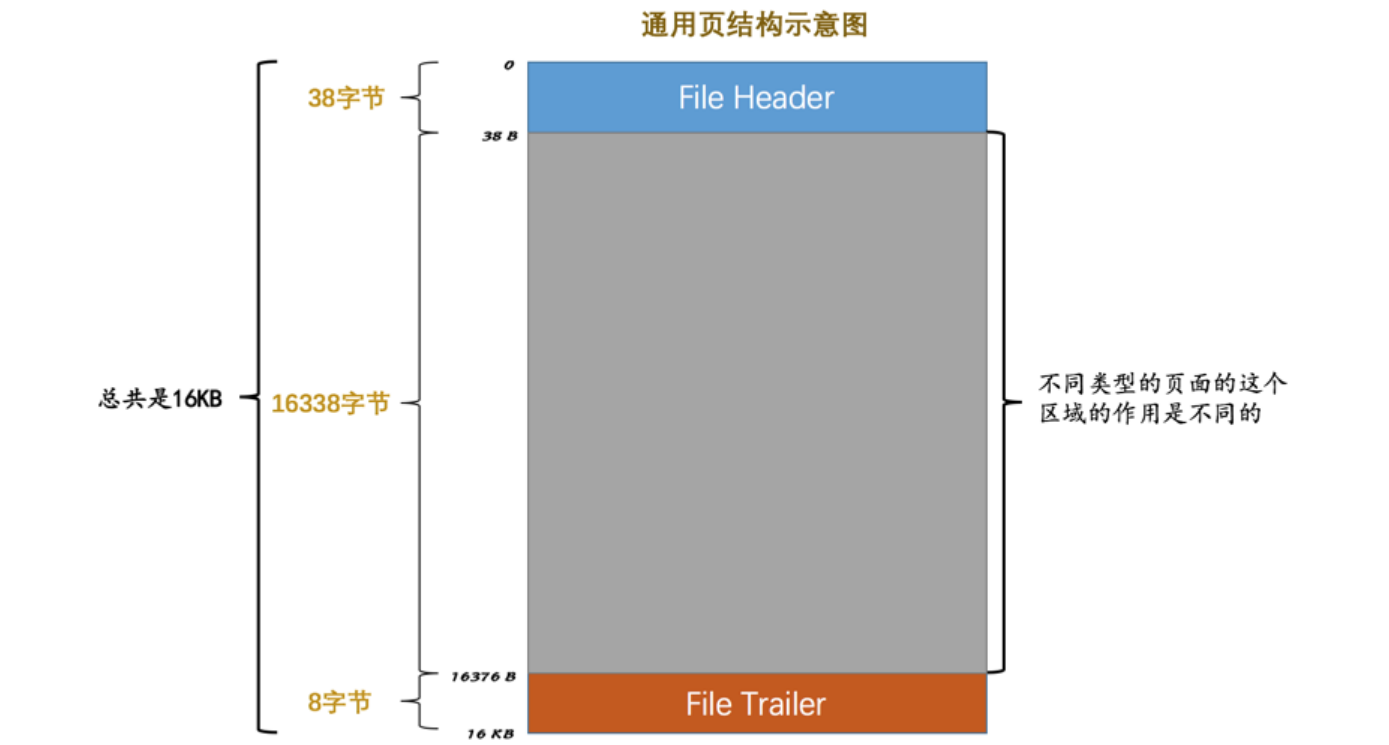 通用页结构示意图
0
38字节
File Header
38 B
总共是16KB
16338字节
不同类型的页面的这个
区域的作用是不同的
16376 B
8字节
File Trailer
16 KB